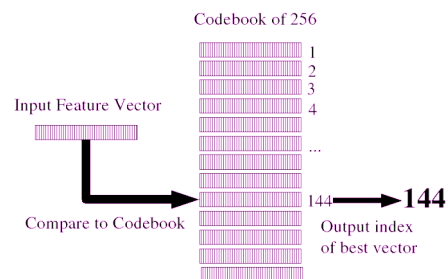 Codebook of 256
1
2
3
4
Input Feature Vector
...
144
144
Compare to Codebook
Output index
of best vector